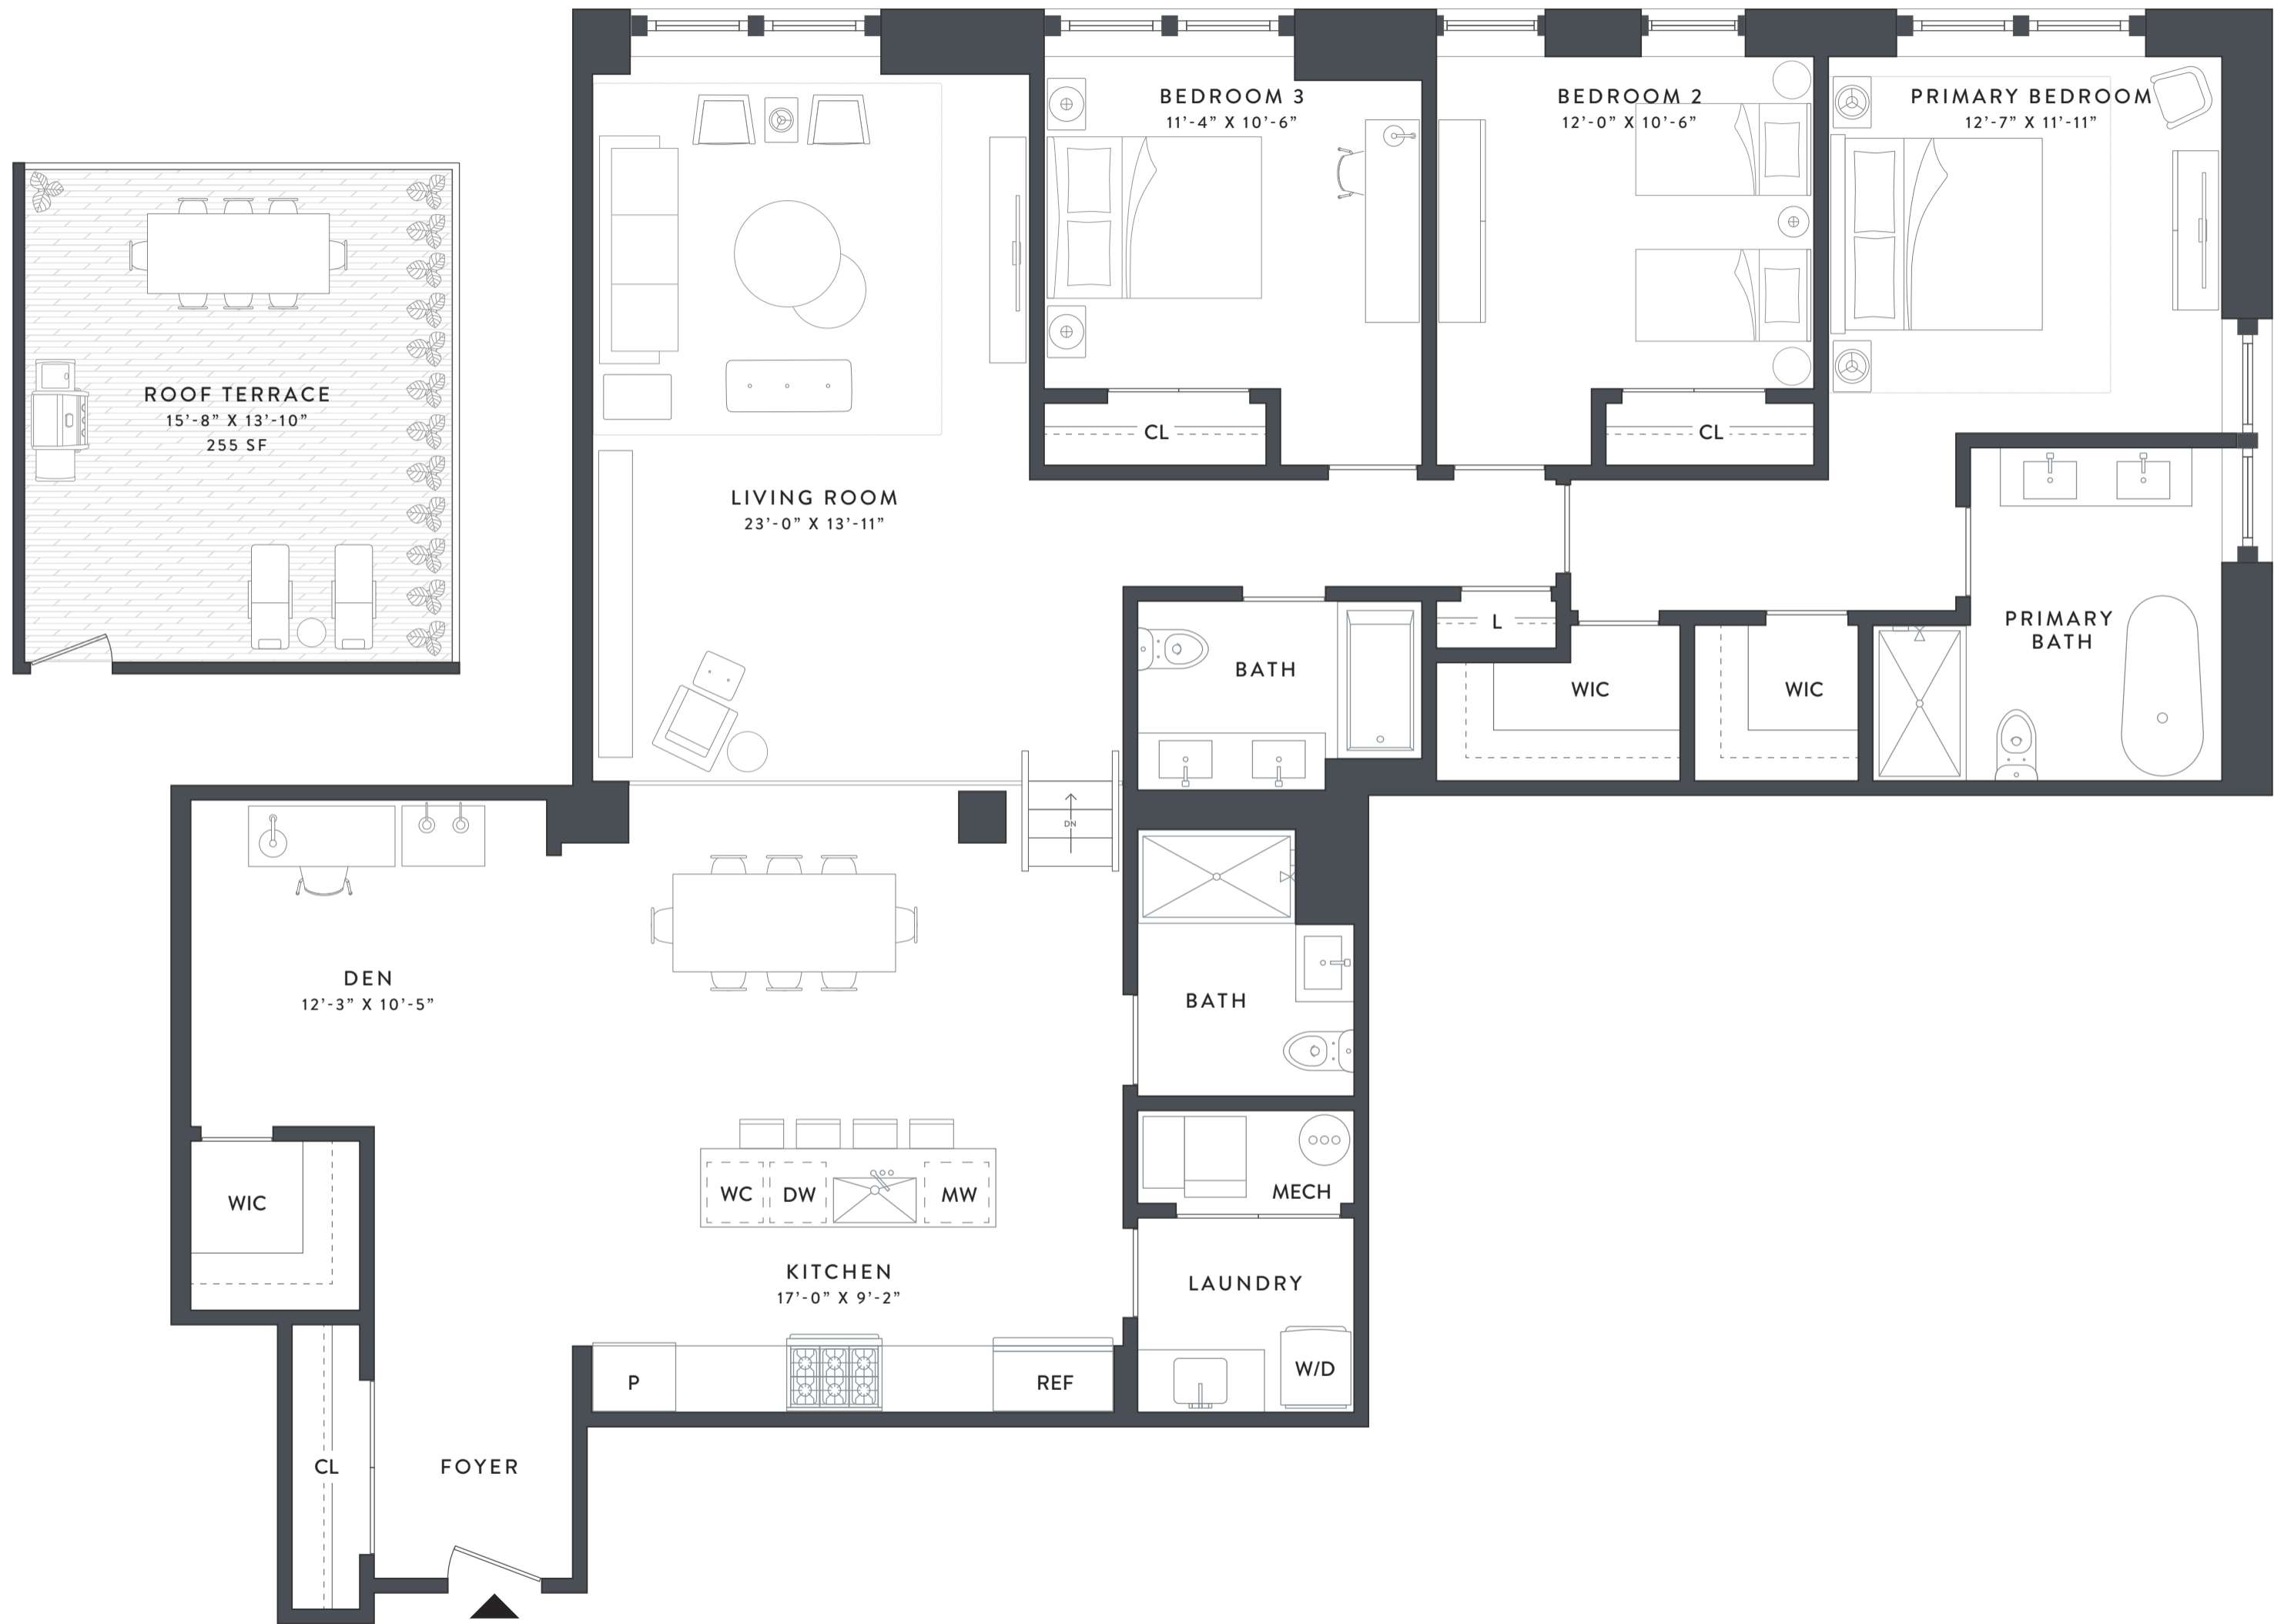 BEDROOM 3
11'-4" X 10'-6"
BEDROOM 2
12'-0" X 10'-6"
PRIMARY BEDROOM
12'-7" X 11'-11"
ROOF TERRACE
15'-8" X 13'-10"
255 SF
CL
CL
LIVING ROOM
23'-0" X 13'-11"
L
PRIMARY
BATH
BATH
WIC
WIC
DN
DEN
12'-3" X 10'-5"
BATH
WIC
WC
DW
MW
MECH
KITCHEN
17'-0" X 9'-2"
LAUNDRY
P
REF
W/D
CL
FOYER